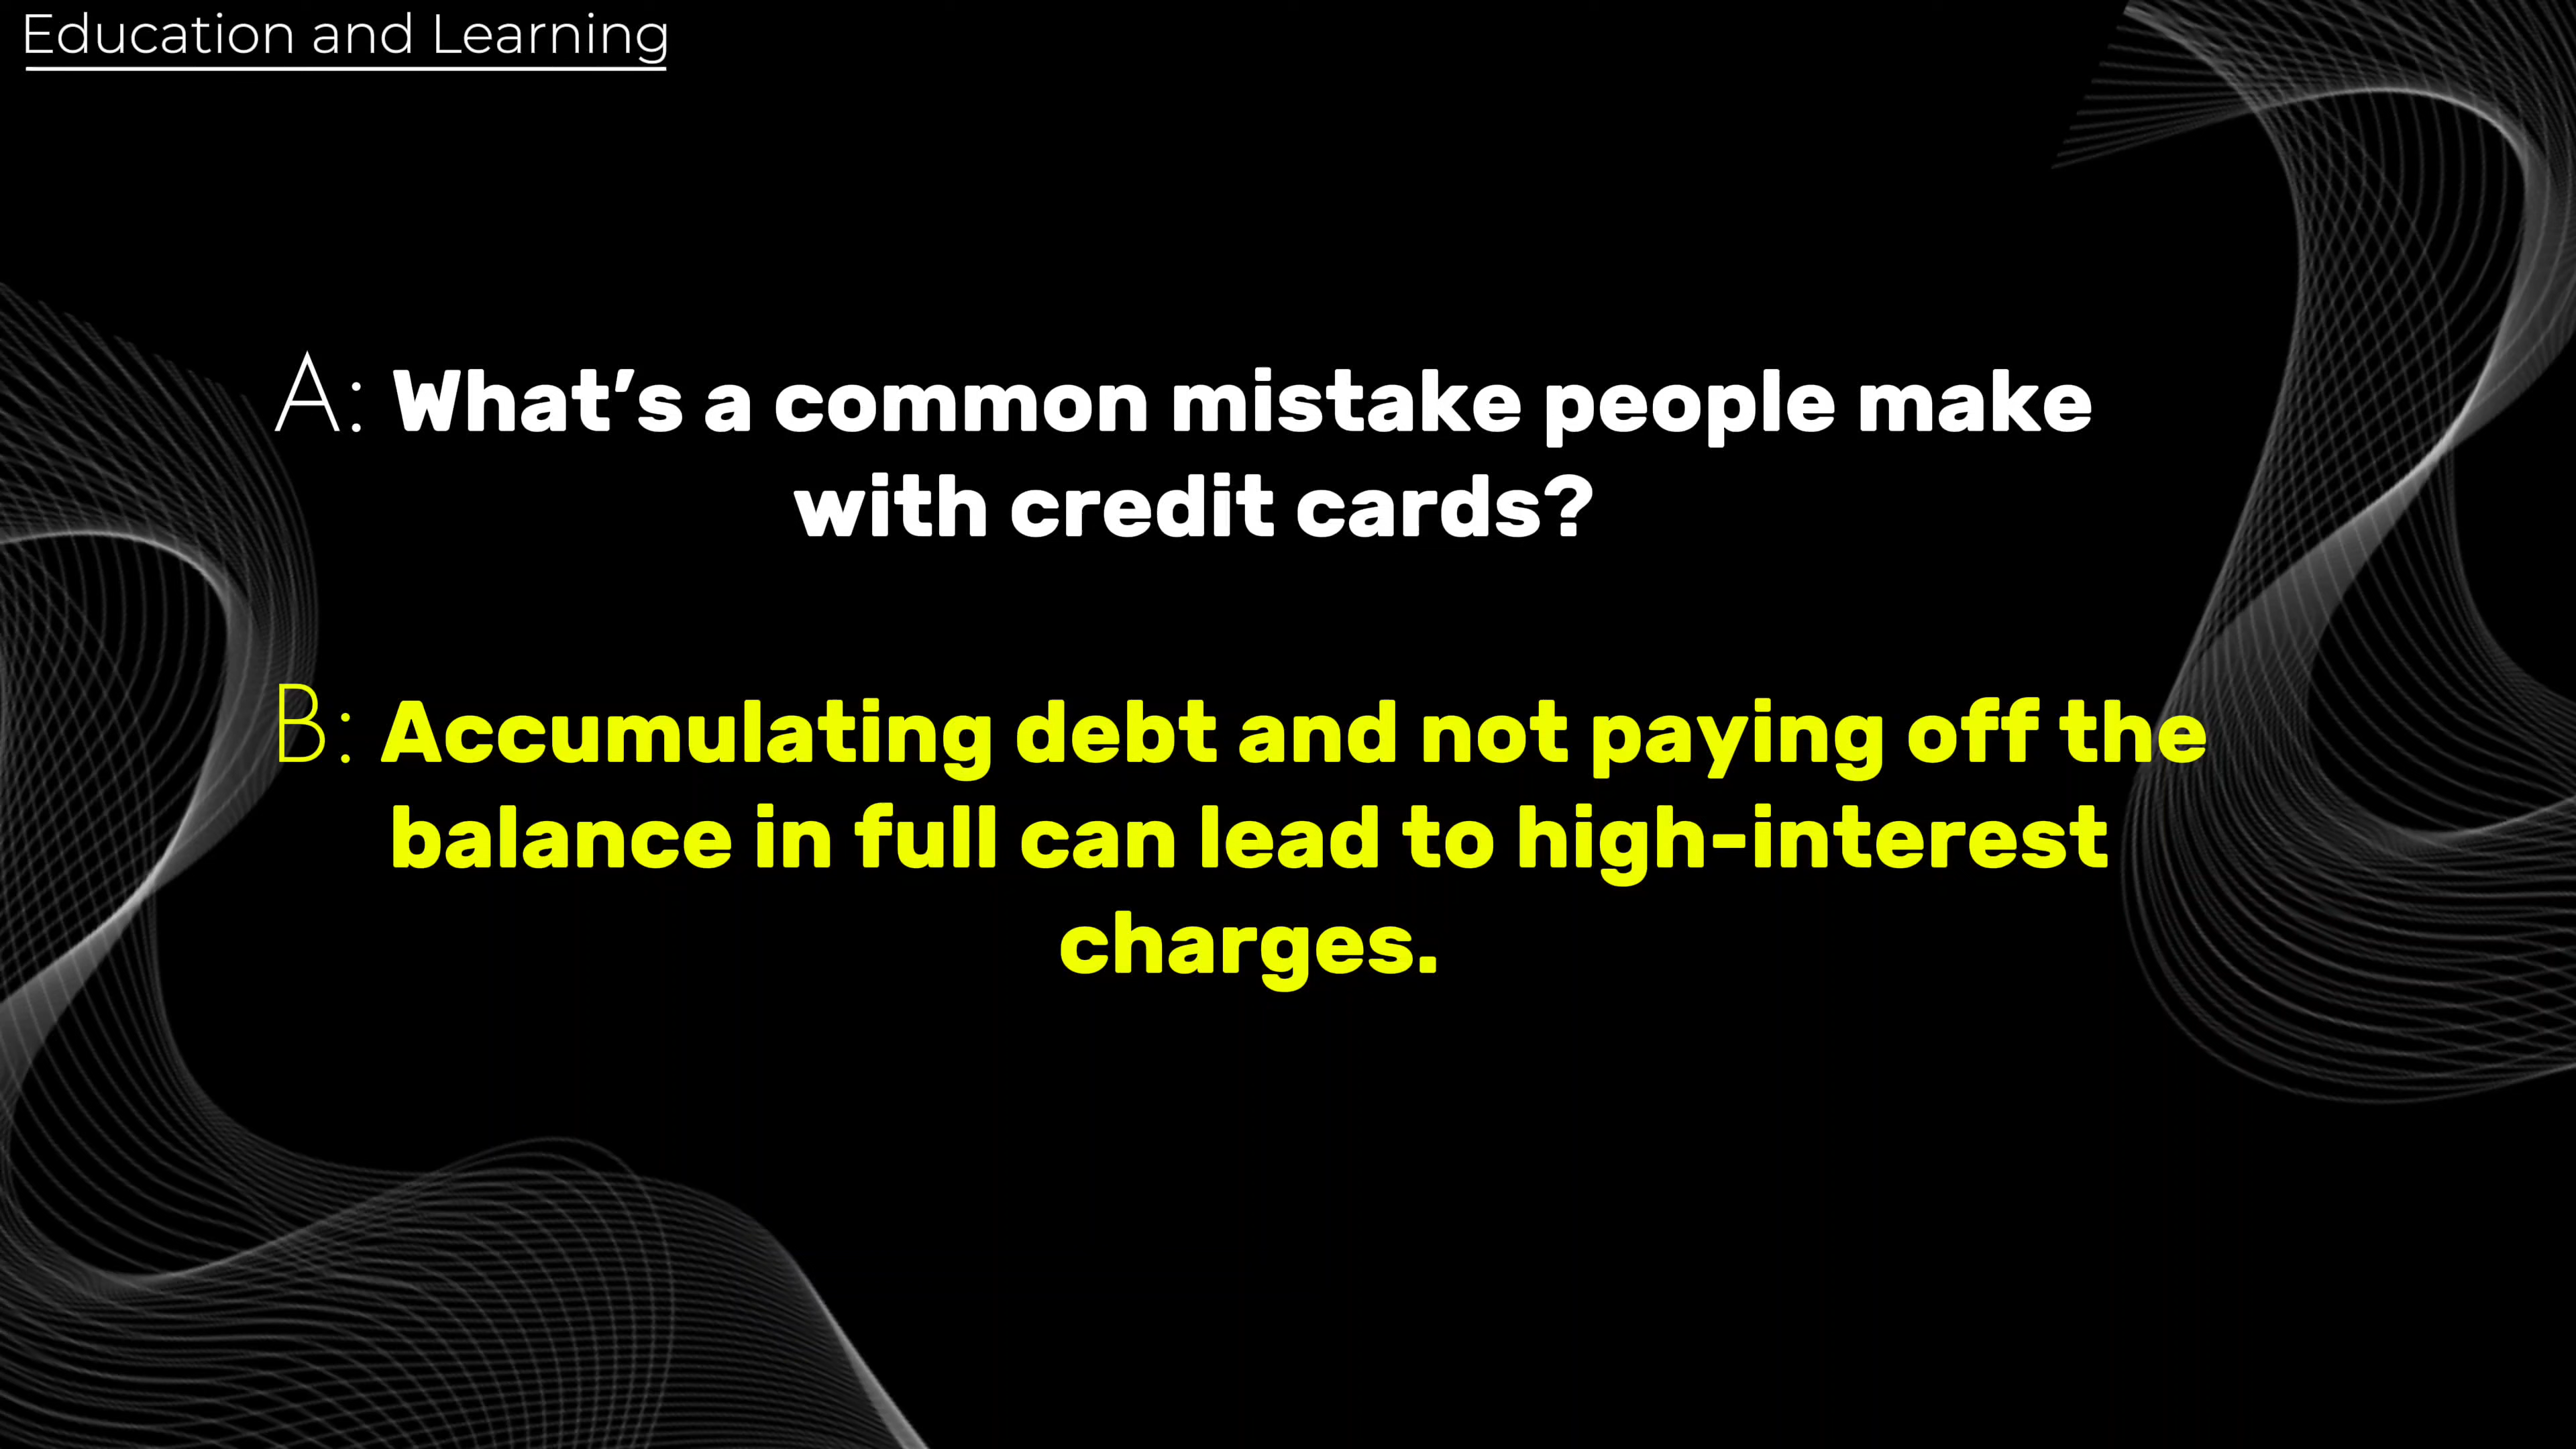 Education and Learning
A: What’s a common mistake people make
with credit cards?
B: Accumulating debt and not paying off the
balance in full can lead to high-interest
charges.